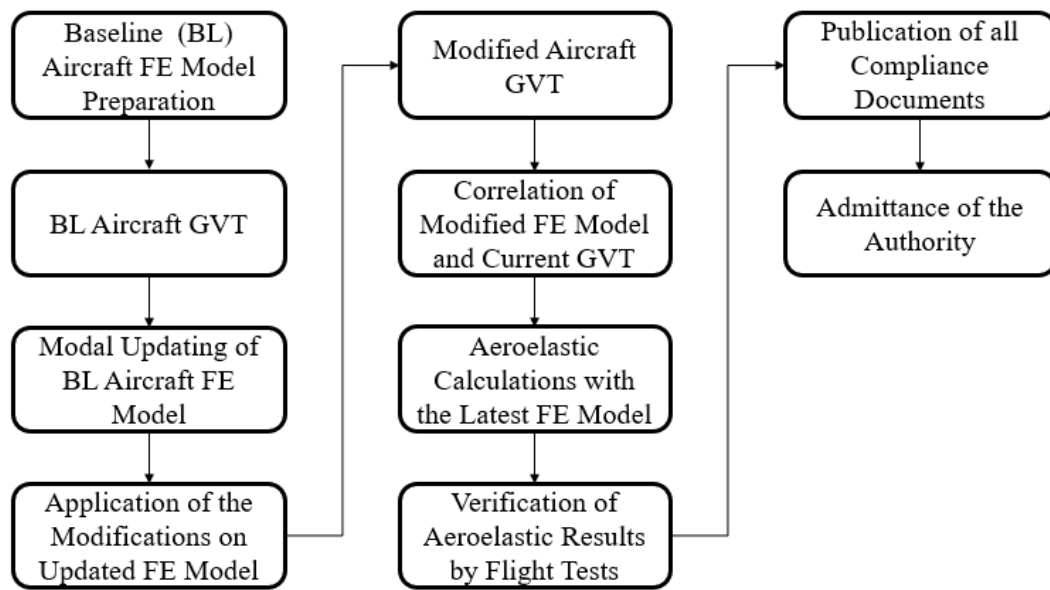 Baseline (BL)
Aircraft FE Model
Preparation
BL Aircraft GVT
Modal Updating of
BL Aircraft FE
Model
Application of the
Modifications on
Updated FE Model
Modified Aircraft
GVT
Correlation of
Modified FE Model
and Current GVT
Aeroelastic
Calculations with
the Latest FE Model
Verification of
Aeroelastic Results
by Flight Tests
Publication of all
Compliance
Documents
Admittance of the
Authority